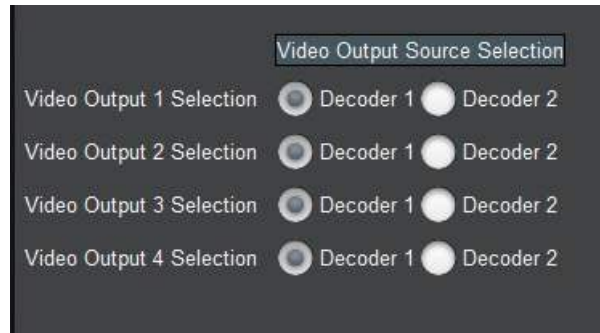 Video Output Source Selection
Video Output 1 Selection Decoder 1 Decoder 2
Video Output 2 Selection Decoder 1 Decoder 2
Video Output 3 Selection Decoder 1 Decoder 2
Video Output 4 Selection Decoder 1 Decoder 2